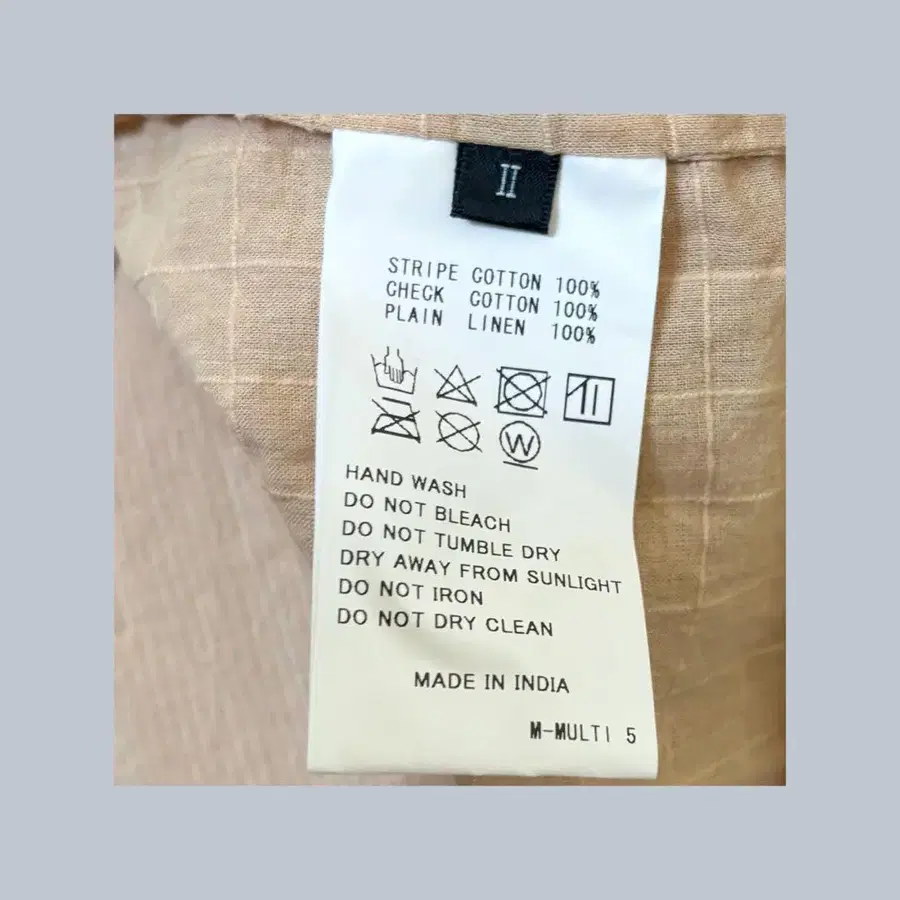 II
STRIPE COTTON 100%
CHECK COTTON 100%
PLAIN LINEN 100%
W
HAND WASH
DO NOT BLEACH
DO NOT TUMBLE DRY
DRY AWAY FROM SUNLIGHT
DO NOT IRON
DO NOT DRY CLEAN
MADE IN INDIA
M-MULTI 5